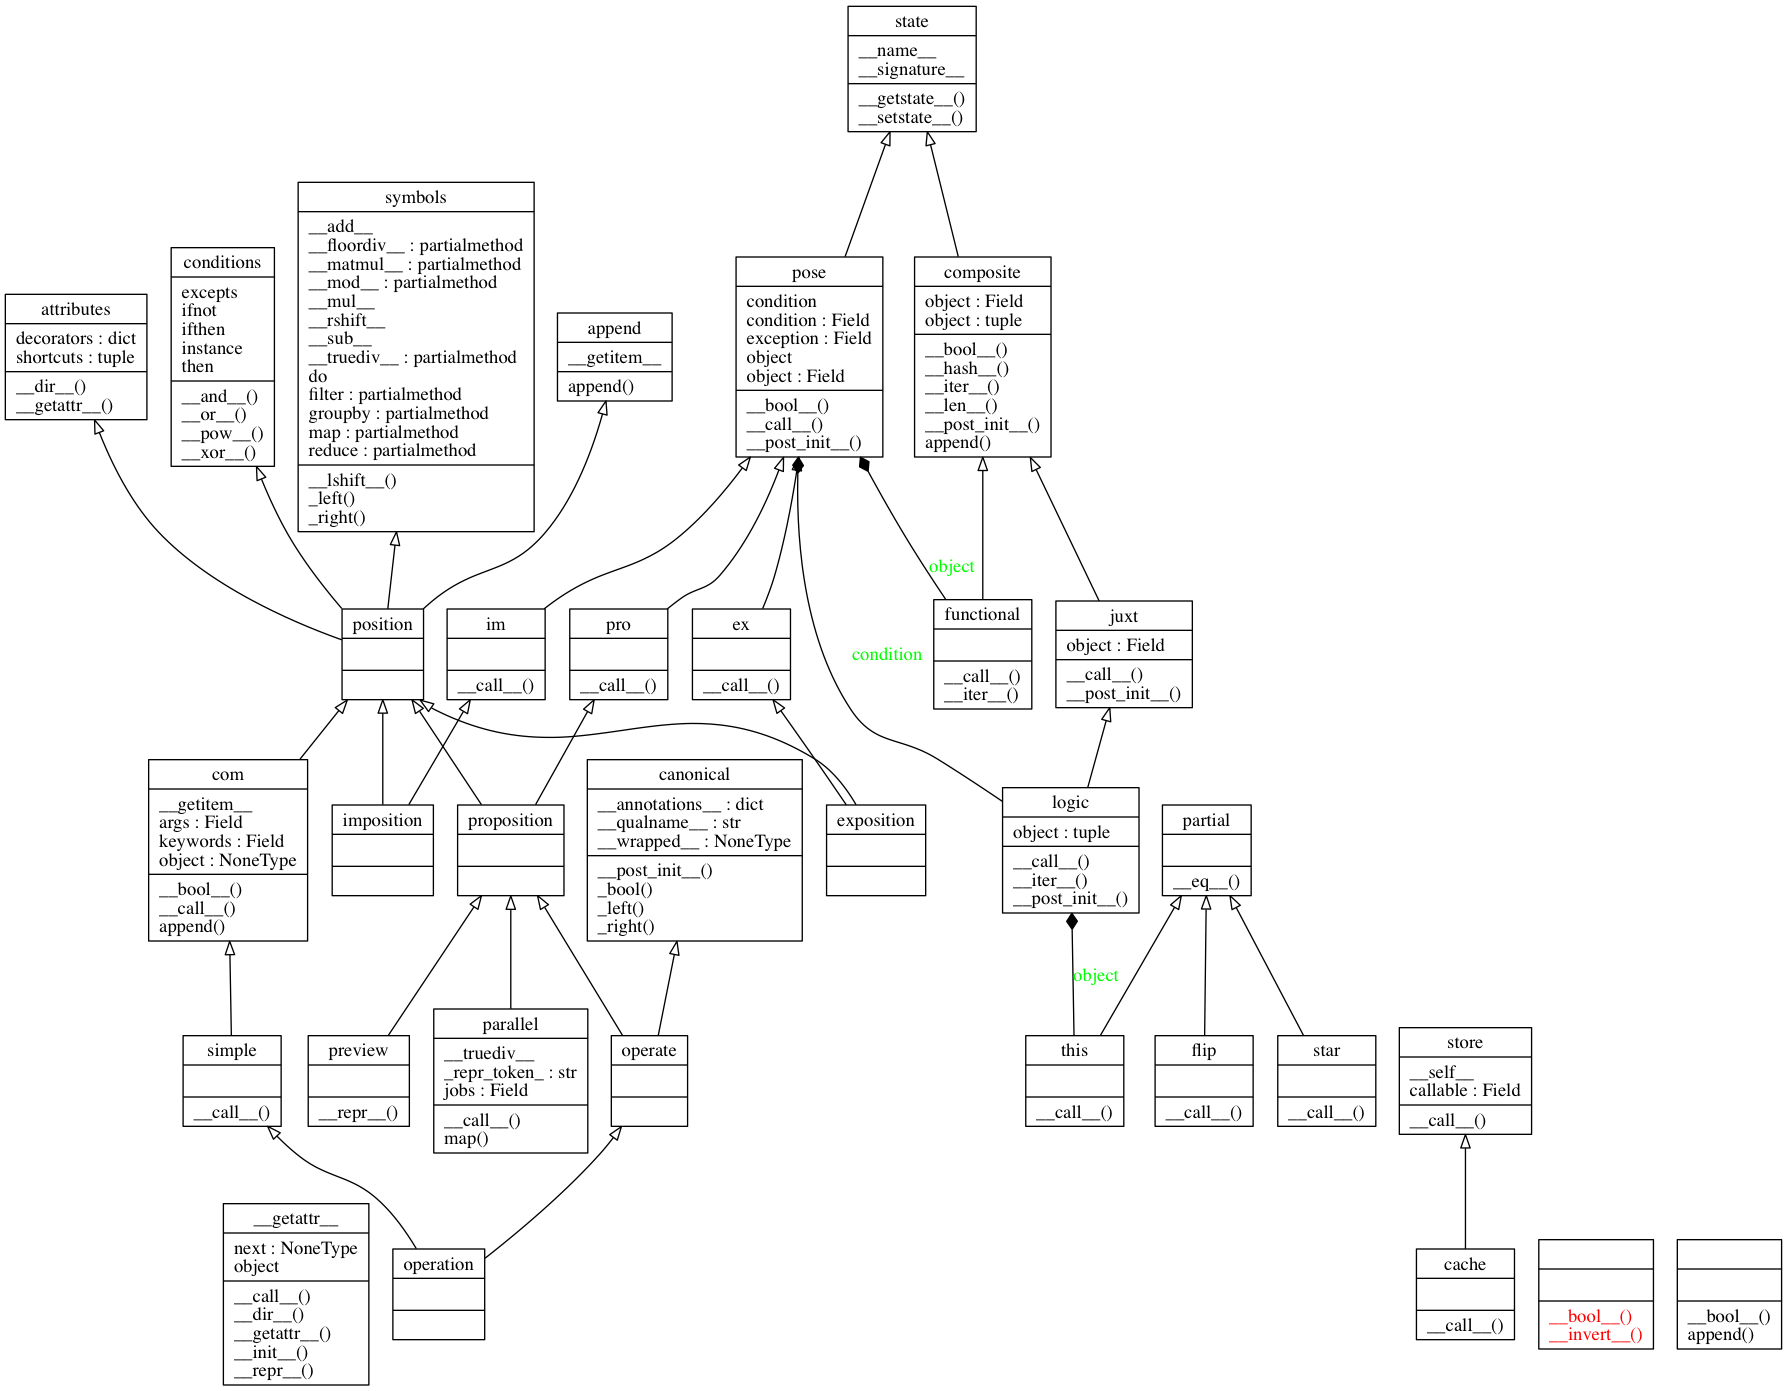 state
__name__
__signature__
__getstate__()
__setstate__()
symbols
__add__
__floordiv__ : partialmethod
__matmul__ : partialmethod
__mod__ : partialmethod
__mul__
__rshift__
__sub__
__truediv__ : partialmethod
do
filter : partialmethod
groupby : partialmethod
map : partialmethod
reduce : partialmethod
__lshift__()
_left()
_right()
conditions
excepts
ifnot
ifthen
instance
then
__and__()
__or__()
__pow__()
__xor__()
attributes
decorators : dict
shortcuts : tuple
__dir__()
__getattr__()
append
__getitem__
append()
pose
condition
condition : Field
exception : Field
object
object : Field
__bool__()
__call__()
__post_init__()
composite
object : Field
object : tuple
__bool__()
__hash__()
__iter__()
__len__()
__post_init__()
append()
object
condition
position
im
__call__()
pro
__call__()
ex
__call__()
functional
__call__()
__iter__()
juxt
object : Field
__call__()
__post_init__()
com
__getitem__
args : Field
keywords : Field
object : NoneType
__bool__()
__call__()
append()
imposition
proposition
canonical
__annotations__ : dict
__qualname__ : str
__wrapped__ : NoneType
__post_init__()
_bool()
_left()
_right()
exposition
logic
object : tuple
__call__()
__iter__()
__post_init__()
partial
__eq__()
object
simple
__call__()
preview
__repr__()
parallel
__truediv__
_repr_token_ : str
jobs : Field
__call__()
map()
operate
this
__call__()
flip
__call__()
star
__call__()
store
__self__
callable : Field
__call__()
__getattr__
next : NoneType
object
__call__()
__dir__()
__getattr__()
__init__()
__repr__()
operation
cache
__call__()
__bool__()
__invert__()
__bool__()
append()